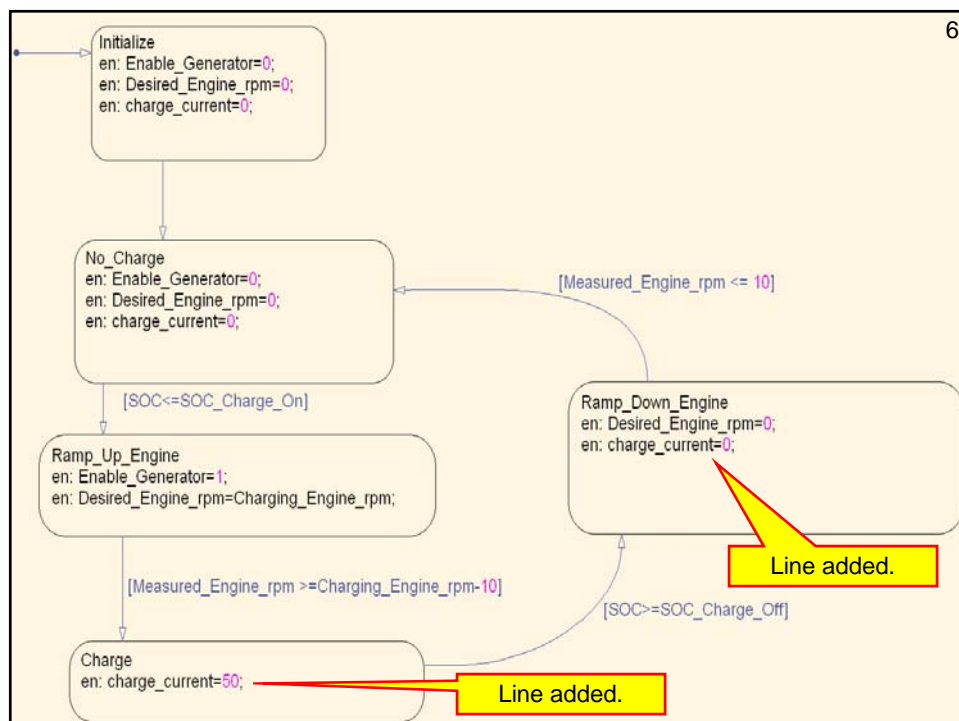 6
Initialize
en: Enable_Generator=0;
en: Desired_Engine_rpm=0;
en: charge_current=0;
No_Charge
en: Enable_Generator=0;
en: Desired_Engine_rpm=0;
en: charge_current=0;
[Measured_Engine_rpm <= 10]
[SOC<=SOC_Charge_On]
Ramp_Down_Engine
en: Desired_Engine_rpm=0;
en: charge_current=0;
Ramp_Up_Engine
en: Enable_Generator=1;
en: Desired_Engine_rpm=Charging_Engine_rpm;
Line added.
[Measured_Engine_rpm >=Charging_Engine_rpm-10]
[SOC>=SOC_Charge_Off]
Charge
en: charge_current=50;
Line added.